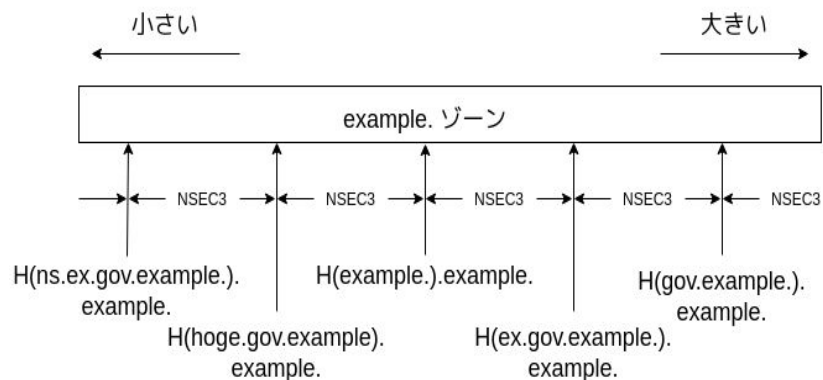 小さい
大きい
example. ゾーン
NSEC3
NSEC3
NSEC3
NSEC3
NSEC3
H(ns.ex.gov.example.).
example.
H(example.).example.
H(gov.example.).
example.
H(hoge.gov.example).
example.
H(ex.gov.example.).
example.